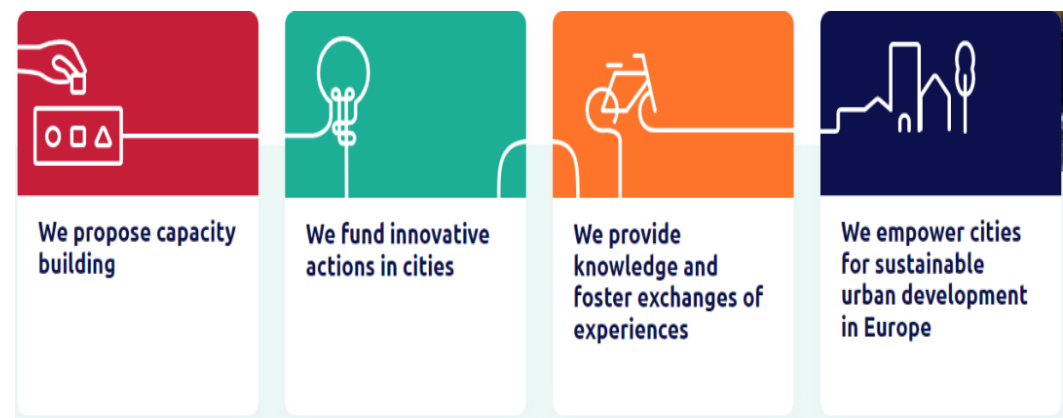 We propose capacity
building
We fund innovative
actions in cities
We provide
knowledge and
foster exchanges of
experiences
We empower cities
for sustainable
urban development
in Europe